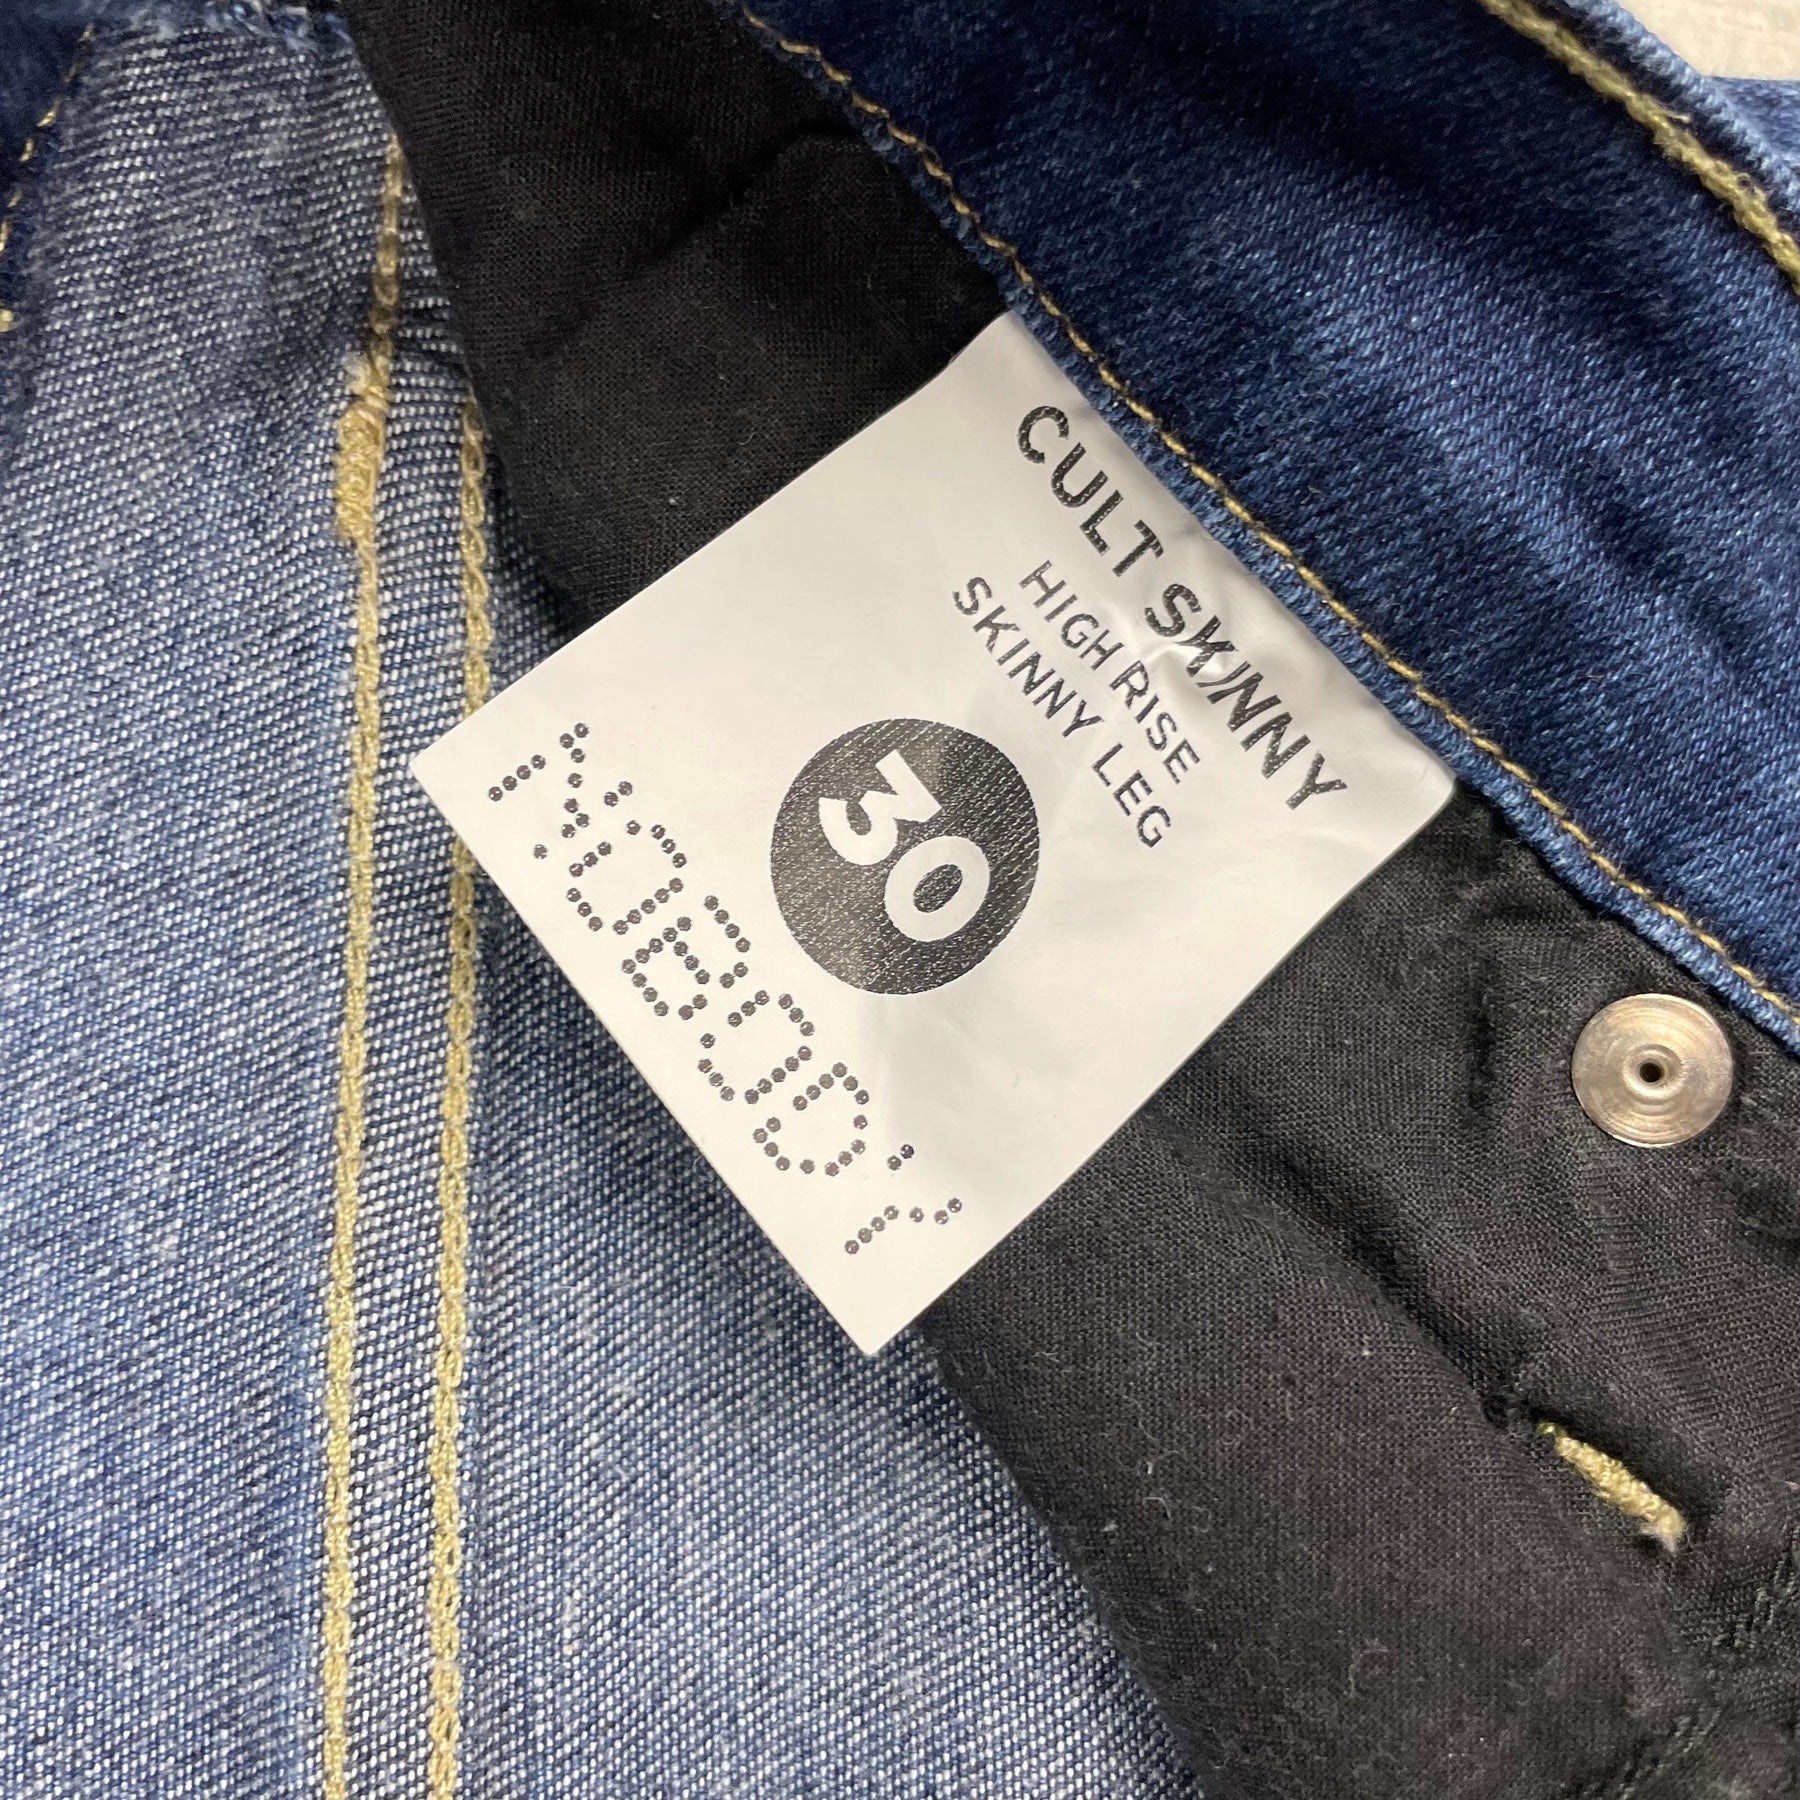 CULT SKINNY
HIGH RISE
SKINNY LEG
30
NOBODY